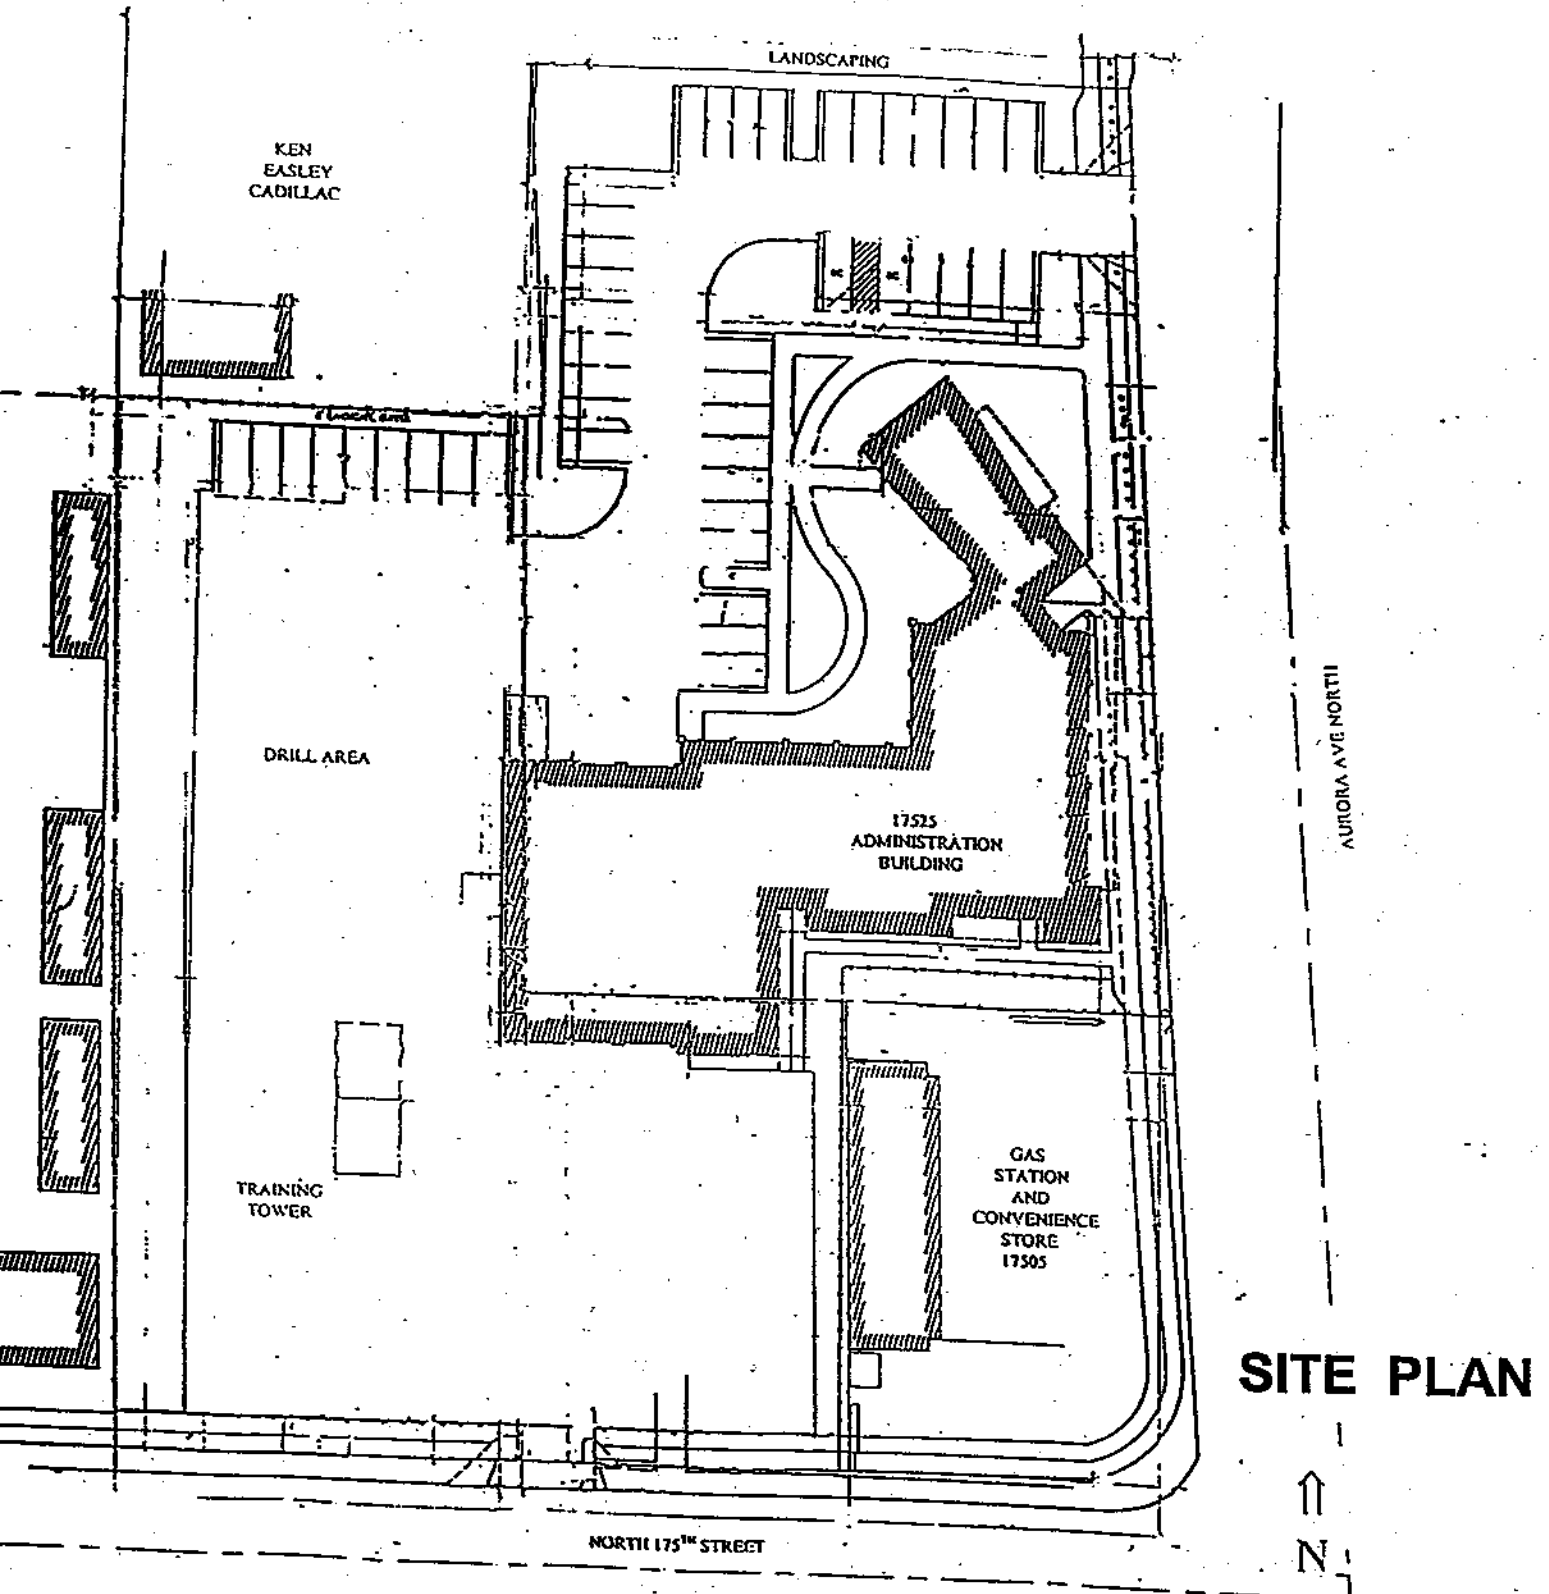 LANDSCAPING
KEN
EASLEY
CADILLAC
DRILL AREA
17525
ADMINISTRATION
BUILDING
AURORA AVE NORTH
TRAINING
TOWER
GAS
STATION
AND
CONVENIENCE
STORE
17505
SITE PLAN
N
NORTH 175TH STREET